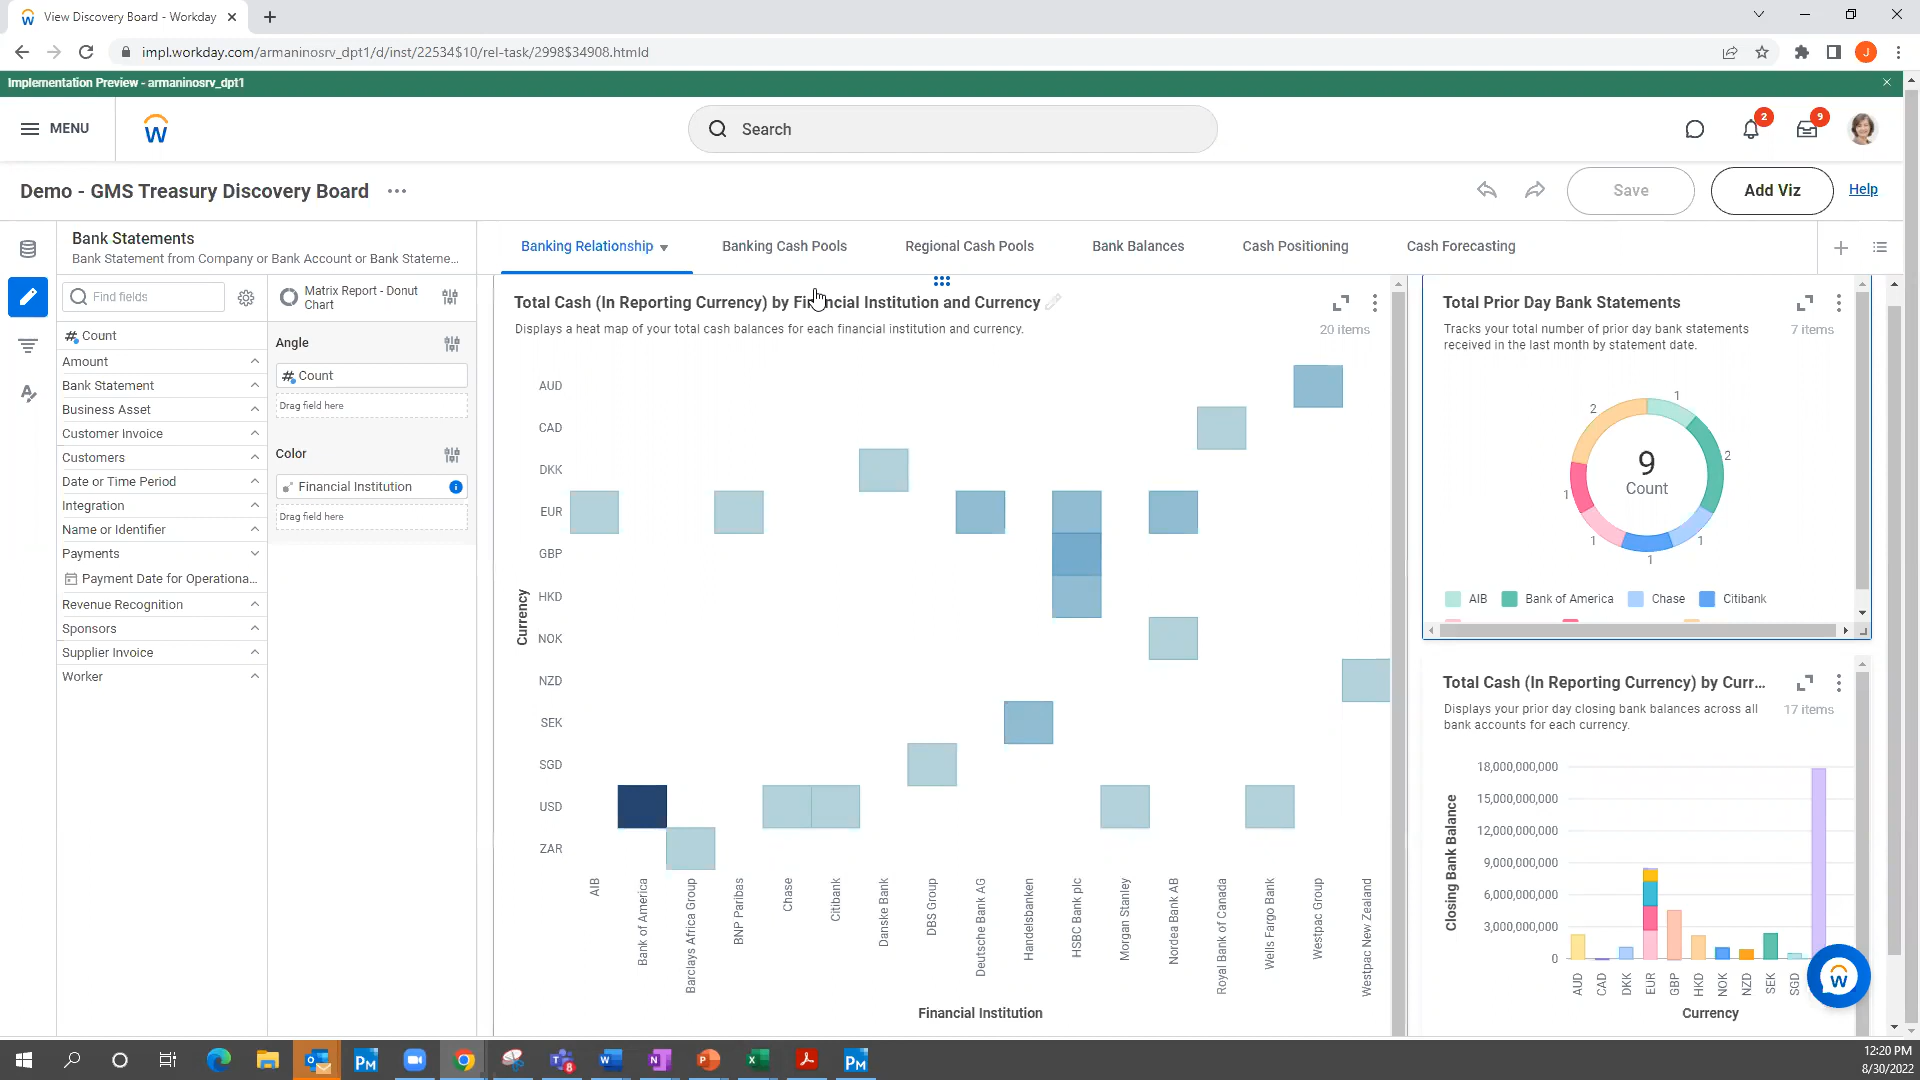 View Discovery Board - Workday
impl.workday.com/armaninosrv_dpt1/d/inst/22534$10/rel-task/2998$34908.htmld
J
Implementation Preview - armaninosrv_dpt1
MENU
Search
2
9
Demo - GMS Treasury Discovery Board
Save
Add Viz
Help
Bank Statements
Bank Statement from Company or Bank Account or Bank Stateme...
Banking Relationship
Banking Cash Pools
Regional Cash Pools
Bank Balances
Cash Positioning
Cash Forecasting
Find fields
Count
Amount
Bank Statement
Business Asset
Customer Invoice
Customers
Date or Time Period
Integration
Name or Identifier
Payments
Payment Date for Operationa...
Revenue Recognition
Sponsors
Supplier Invoice
Worker
Matrix Report - Donut
Chart
Angle
Count
Drag field here
Color
Financial Institution
Drag field here
Total Cash (In Reporting Currency) by Financial Institution and Currency
Displays a heat map of your total cash balances for each financial institution and currency.
20 items
Currency
AUD
CAD
DKK
EUR
GBP
HKD
NOK
NZD
SEK
SGD
USD
ZAR
AIB
Bank of America
Barclays Africa Group
BNP Paribas
Chase
Citibank
Danske Bank
DBS Group
Deutsche Bank AG
Handelsbanken
HSBC Bank plc
Morgan Stanley
Nordea Bank AB
Royal Bank of Canada
Wells Fargo Bank
Westpac Group
Westpac New Zealand
Financial Institution
Total Prior Day Bank Statements
Tracks your total number of prior day bank statements
received in the last month by statement date.
7 items
1
2
2
1
1
1
1
9
Count
AIB
Bank of America
Chase
Citibank
Total Cash (In Reporting Currency) by Curr...
Displays your prior day closing bank balances across all
bank accounts for each currency.
17 items
Closing Bank Balance
18,000,000,000
15,000,000,000
12,000,000,000
9,000,000,000
6,000,000,000
3,000,000,000
0
AUD
CAD
DKK
EUR
GBP
HKD
NOK
NZD
SEK
SGD
Currency
12:20 PM
8/30/2022